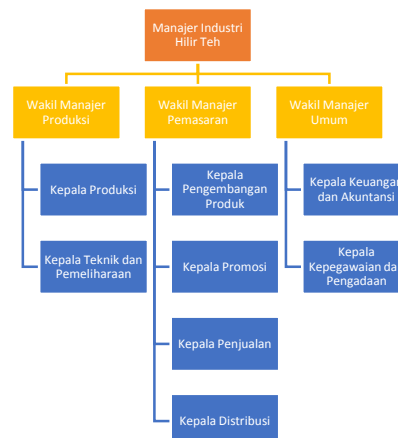 Manajer Industri
Hilir Teh
Wakil Manajer
Produksi
Wakil Manajer
Pemasaran
Wakil Manajer
Umum
Kepala Produksi
Kepala Teknik dan
Pemeliharaan
Kepala
Pengembangan
Produk
Kepala Promosi
Kepala Penjualan
Kepala Distribusi
Kepala Keuangan
dan Akuntansi
Kepala
Kepegawaian da
Pengadaan